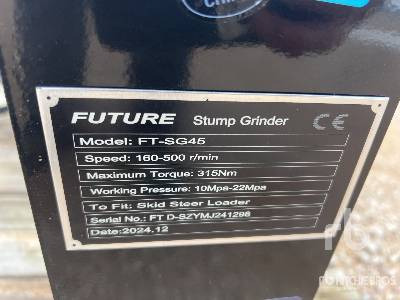 FUTURE Stump Grinder CE
Model: FT-SG45
Speed: 160-500 r/min
Maximum Torque: 315Nm
Working Pressure: 10Mpa-22Mpa
To Fit: Skid Steer Loader
Serial No.: FT D-SZYMJ241298
Date:2024.12